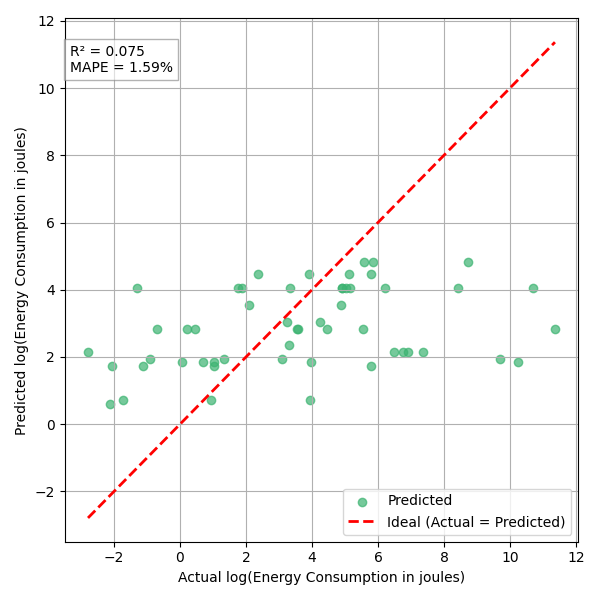 R² = 0.075
MAPE = 1.59%
12
10
8
6
4
2
0
−2
Predicted log(Energy Consumption in joules)
Predicted
Ideal (Actual = Predicted)
−2 0 2 4 6 8 10 12
Actual log(Energy Consumption in joules)